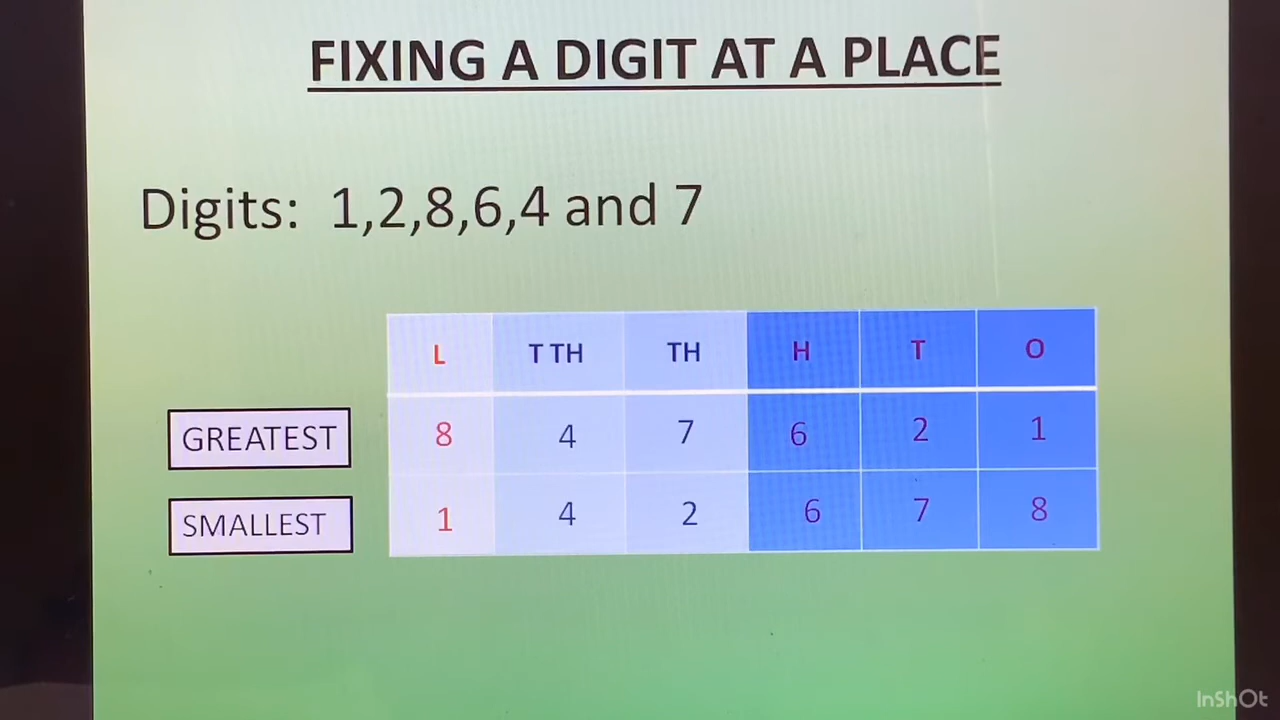 FIXING A DIGIT AT A PLACE
Digits: 1,2,8,6,4 and 7
L T TH TH H T O
GREATEST 8 4 7 6 2 1
SMALLEST 1 4 2 6 7 8
InShOt